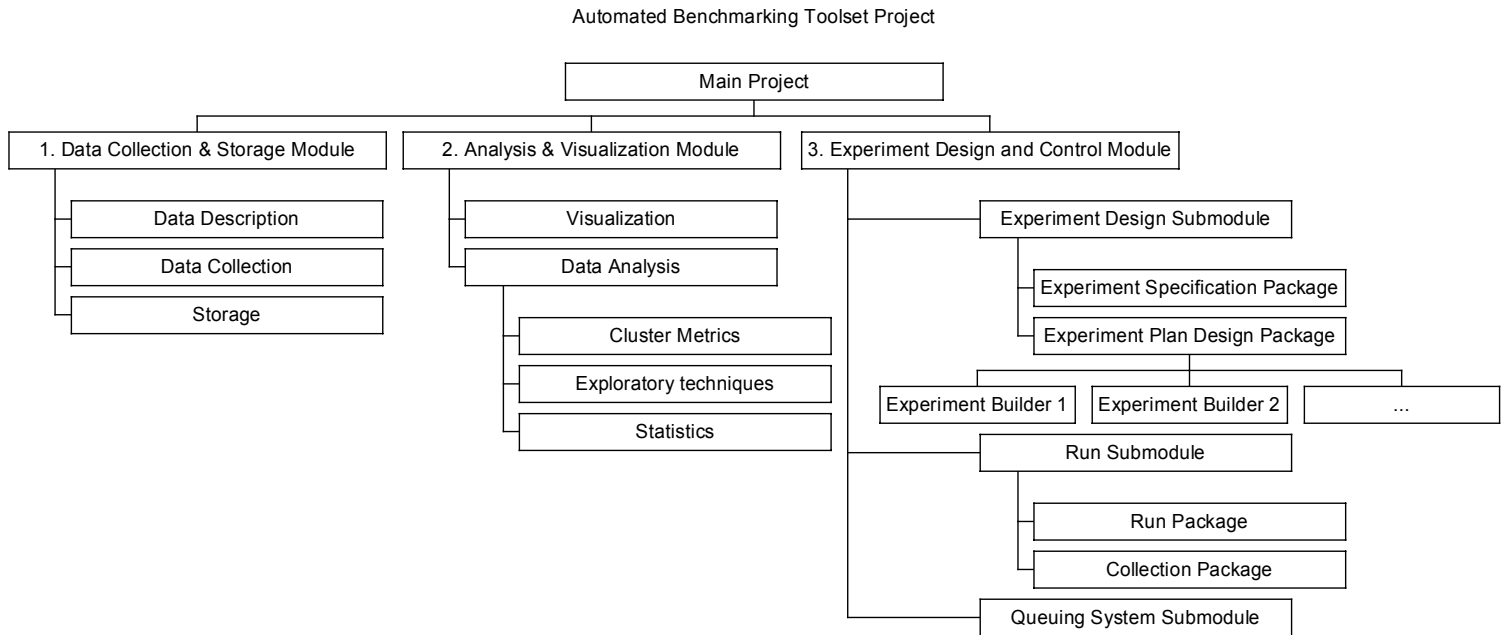 Automated Benchmarking Toolset Project
Main Project
1. Data Collection & Storage Module
2. Analysis & Visualization Module
3. Experiment Design and Control Module
Data Description
Data Collection
Storage
Visualization
Data Analysis
Cluster Metrics
Exploratory techniques
Statistics
Experiment Design Submodule
Experiment Specification Package
Experiment Plan Design Package
Experiment Builder 1
Experiment Builder 2
...
Run Submodule
Run Package
Collection Package
Queuing System Submodule